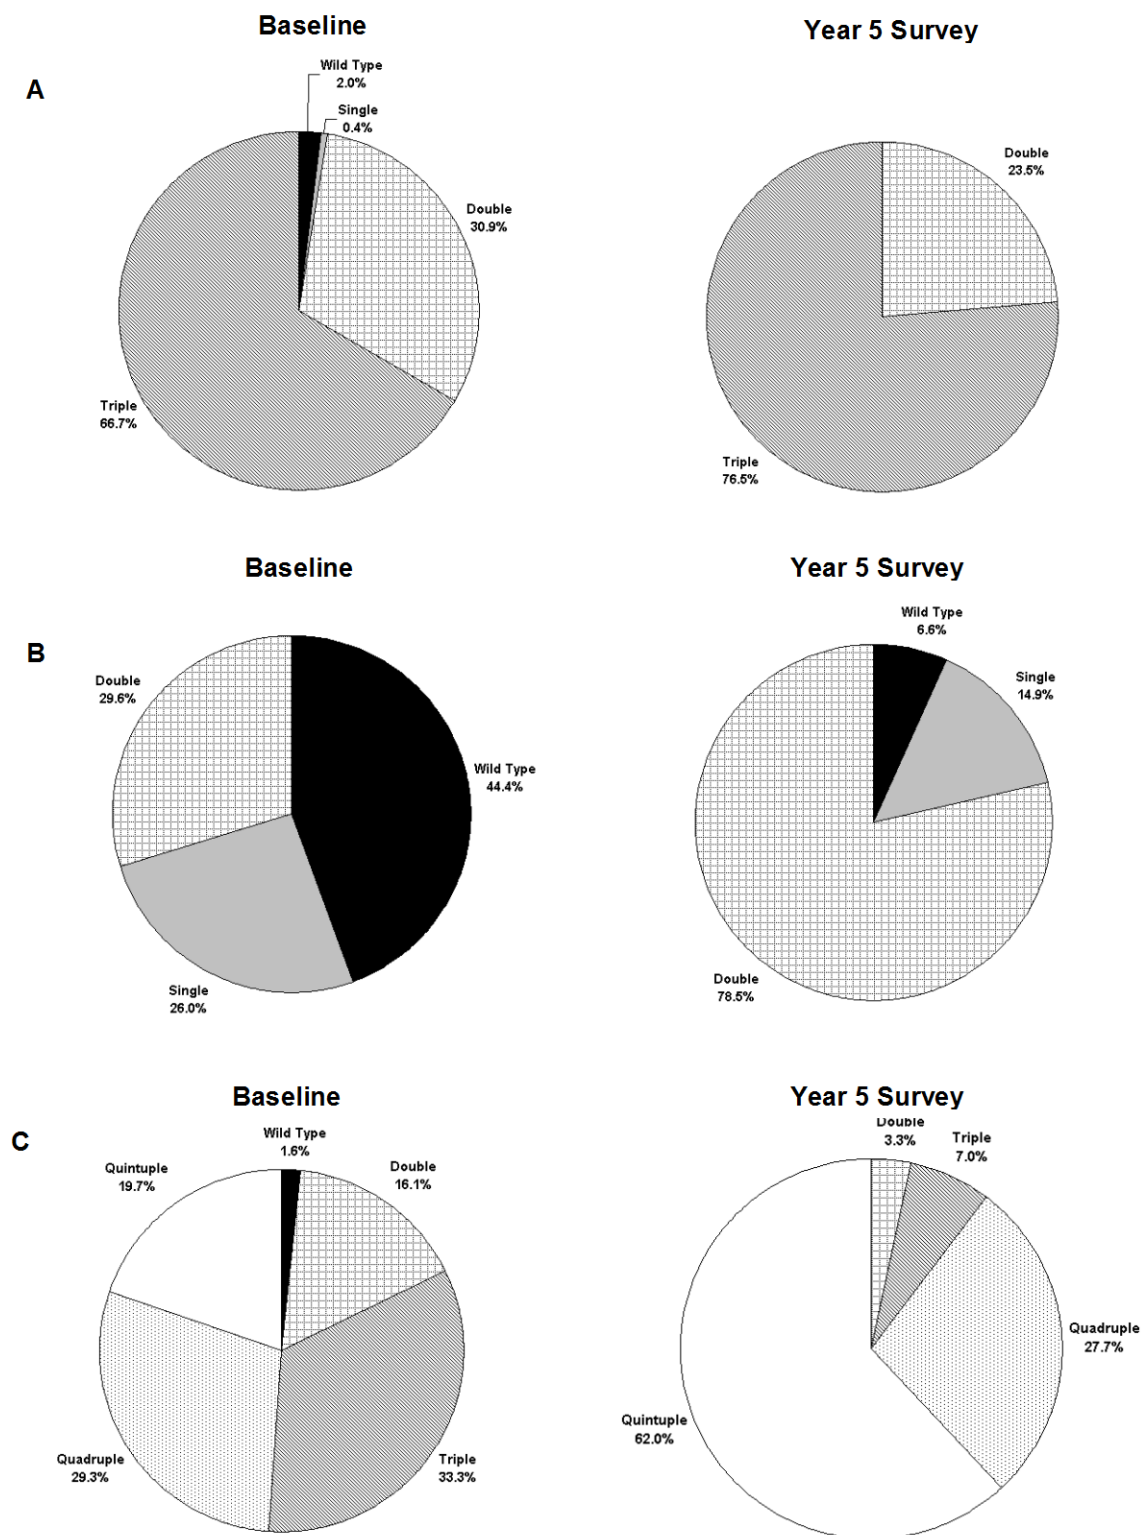 Baseline
Year 5 Survey
A
Wild Type
2.0%
Single
0.4%
Double
30.9%
Triple
66.7%
Double
23.5%
Triple
76.5%
Baseline
Year 5 Survey
B
Double
29.6%
Wild Type
44.4%
Single
26.0%
Wild Type
6.6%
Single
14.9%
Double
78.5%
Baseline
Year 5 Survey
C
Wild Type
1.6%
Quintuple
19.7%
Double
16.1%
Quadruple
29.3%
Triple
33.3%
Double
3.3%
Triple
7.0%
Quadruple
27.7%
Quintuple
62.0%